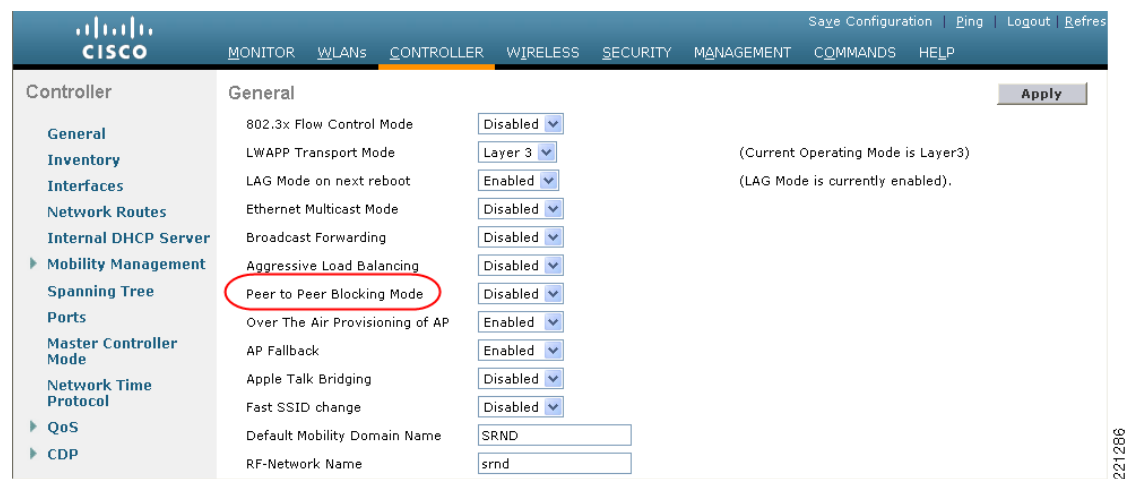 Save Configuration | Ping | Logout | Refres
CISCO
MONITOR WLANs CONTROLLER WIRELESS SECURITY MANAGEMENT COMMANDS HELP
Controller
General
Inventory
Interfaces
Network Routes
Internal DHCP Server
Mobility Management
Spanning Tree
Ports
Master Controller
Mode
Network Time
Protocol
QoS
CDP
General
Apply
802.3x Flow Control Mode Disabled
LWAPP Transport Mode Layer 3 (Current Operating Mode is Layer3)
LAG Mode on next reboot Enabled (LAG Mode is currently enabled).
Ethernet Multicast Mode Disabled
Broadcast Forwarding Disabled
Aggressive Load Balancing Disabled
Peer to Peer Blocking Mode Disabled
Over The Air Provisioning of AP Enabled
AP Fallback Enabled
Apple Talk Bridging Disabled
Fast SSID change Disabled
Default Mobility Domain Name SRND
RF-Network Name srnd
221286